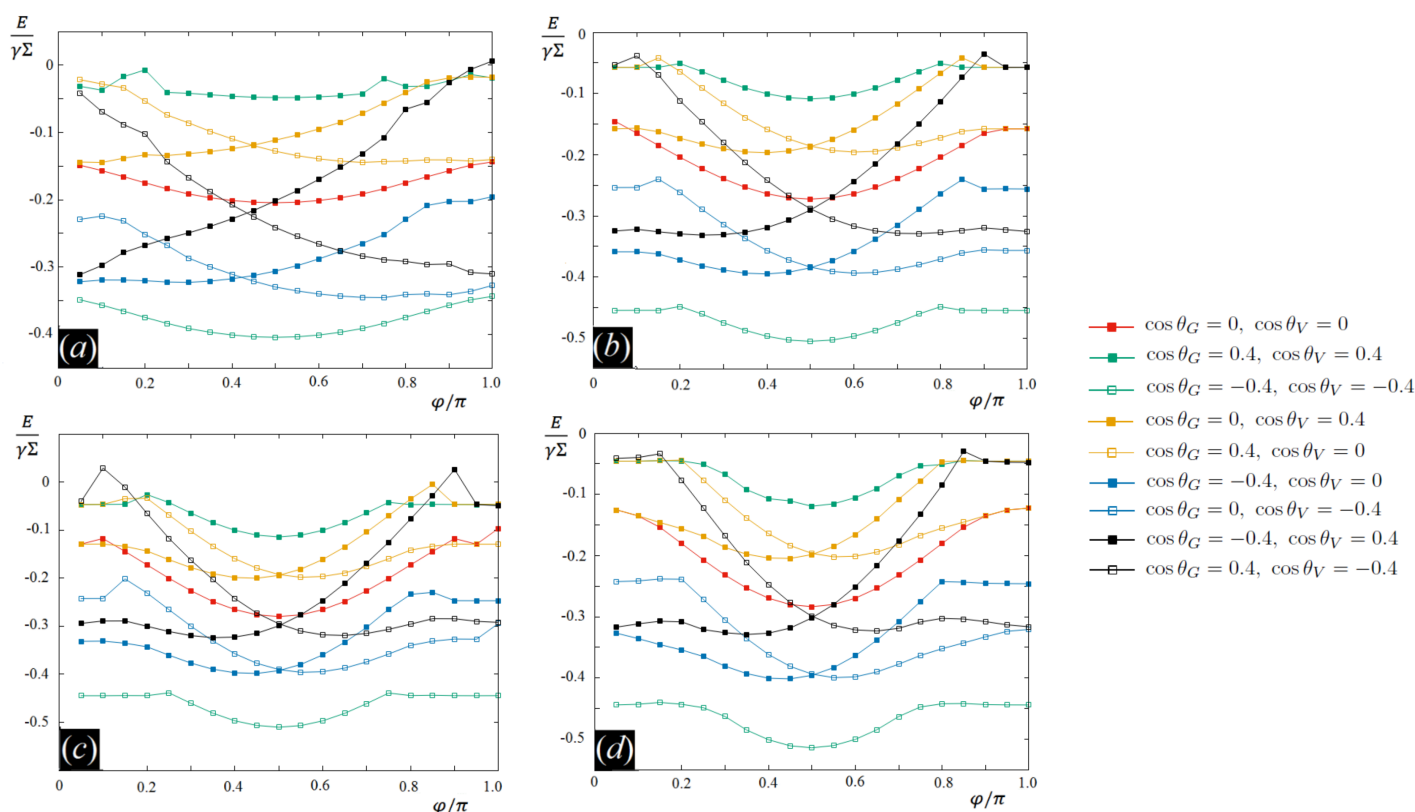 E/γΣ
0
-0.1
-0.2
-0.3
-0.4
(a)
0 0.2 0.4 0.6 0.8 1.0
φ/π
E/γΣ
0
-0.1
-0.2
-0.3
-0.4
-0.5
(b)
0 0.2 0.4 0.6 0.8 1.0
φ/π
E/γΣ
0
-0.1
-0.2
-0.3
-0.4
-0.5
(c)
0 0.2 0.4 0.6 0.8 1.0
φ/π
E/γΣ
0
-0.1
-0.2
-0.3
-0.4
-0.5
(d)
0 0.2 0.4 0.6 0.8 1.0
φ/π
cos θ_G = 0, cos θ_V = 0
cos θ_G = 0.4, cos θ_V = 0.4
cos θ_G = −0.4, cos θ_V = −0.4
cos θ_G = 0, cos θ_V = 0.4
cos θ_G = 0.4, cos θ_V = 0
cos θ_G = −0.4, cos θ_V = 0
cos θ_G = 0, cos θ_V = −0.4
cos θ_G = −0.4, cos θ_V = 0.4
cos θ_G = 0.4, cos θ_V = −0.4